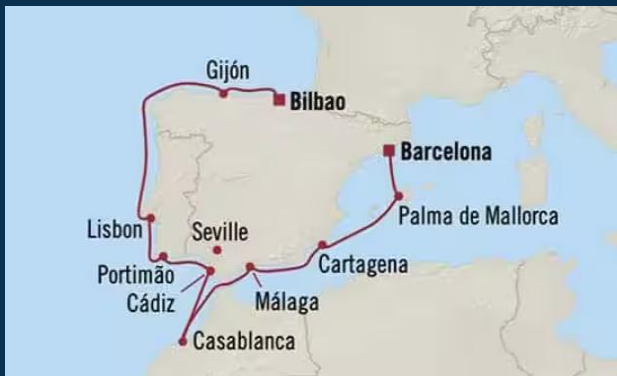 Gijón
Bilbao
Barcelona
Palma de Mallorca
Lisbon
Seville
Cartagena
Portimão
Cádiz
Málaga
Casablanca